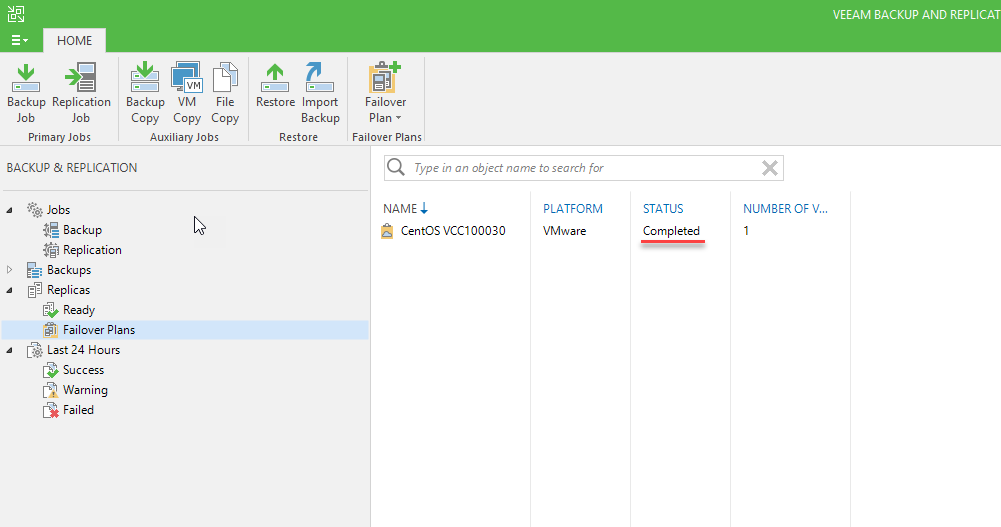 VEEAM BACKUP AND REPLICAT
HOME
Backup Job
Replication Job
Primary Jobs
Backup Copy
VM Copy
VM
File Copy
Auxiliary Jobs
Restore
Import Backup
Restore
Failover Plan
Failover Plans
BACKUP & REPLICATION
Jobs
Backup
Replication
Backups
Replicas
Ready
Failover Plans
Last 24 Hours
Success
Warning
Failed
Type in an object name to search for
NAME PLATFORM STATUS NUMBER OF V...
CentOS VCC100030 VMware Completed 1